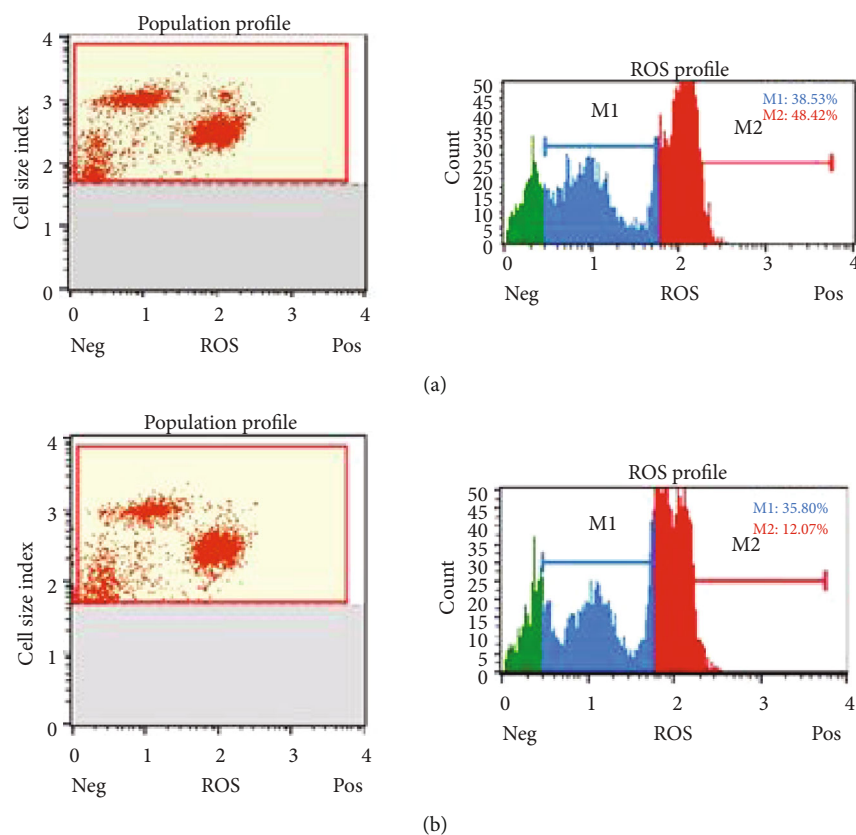 Population profile
4
3
2
1
0
Cell size index
0 1 2 3 4
Neg ROS Pos
ROS profile
50
45
40
35
30
25
20
15
10
5
0
Count
M1
M2
M1: 38.53%
M2: 48.42%
0 1 2 3 4
Neg ROS Pos
(a)
Population profile
4
3
2
1
0
Cell size index
0 1 2 3 4
Neg ROS Pos
ROS profile
50
45
40
35
30
25
20
15
10
5
0
Count
M1
M2
M1: 35.80%
M2: 12.07%
0 1 2 3 4
Neg ROS Pos
(b)